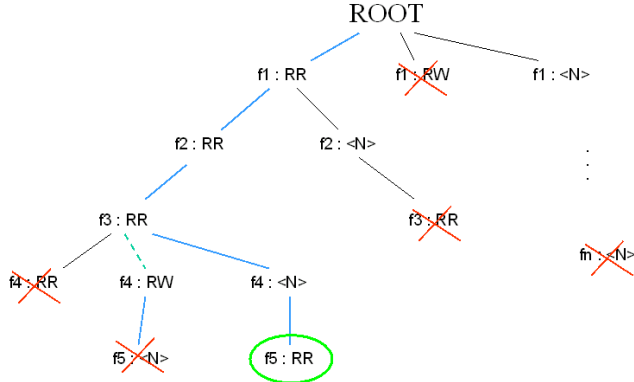 ROOT
f1 : RR
f1 : RW
f1 : <N>
f2 : RR
f2 : <N>
f3 : RR
f3 : RR
fn : <N>
f4 : RR
f4 : RW
f4 : <N>
f5 : <N>
f5 : RR